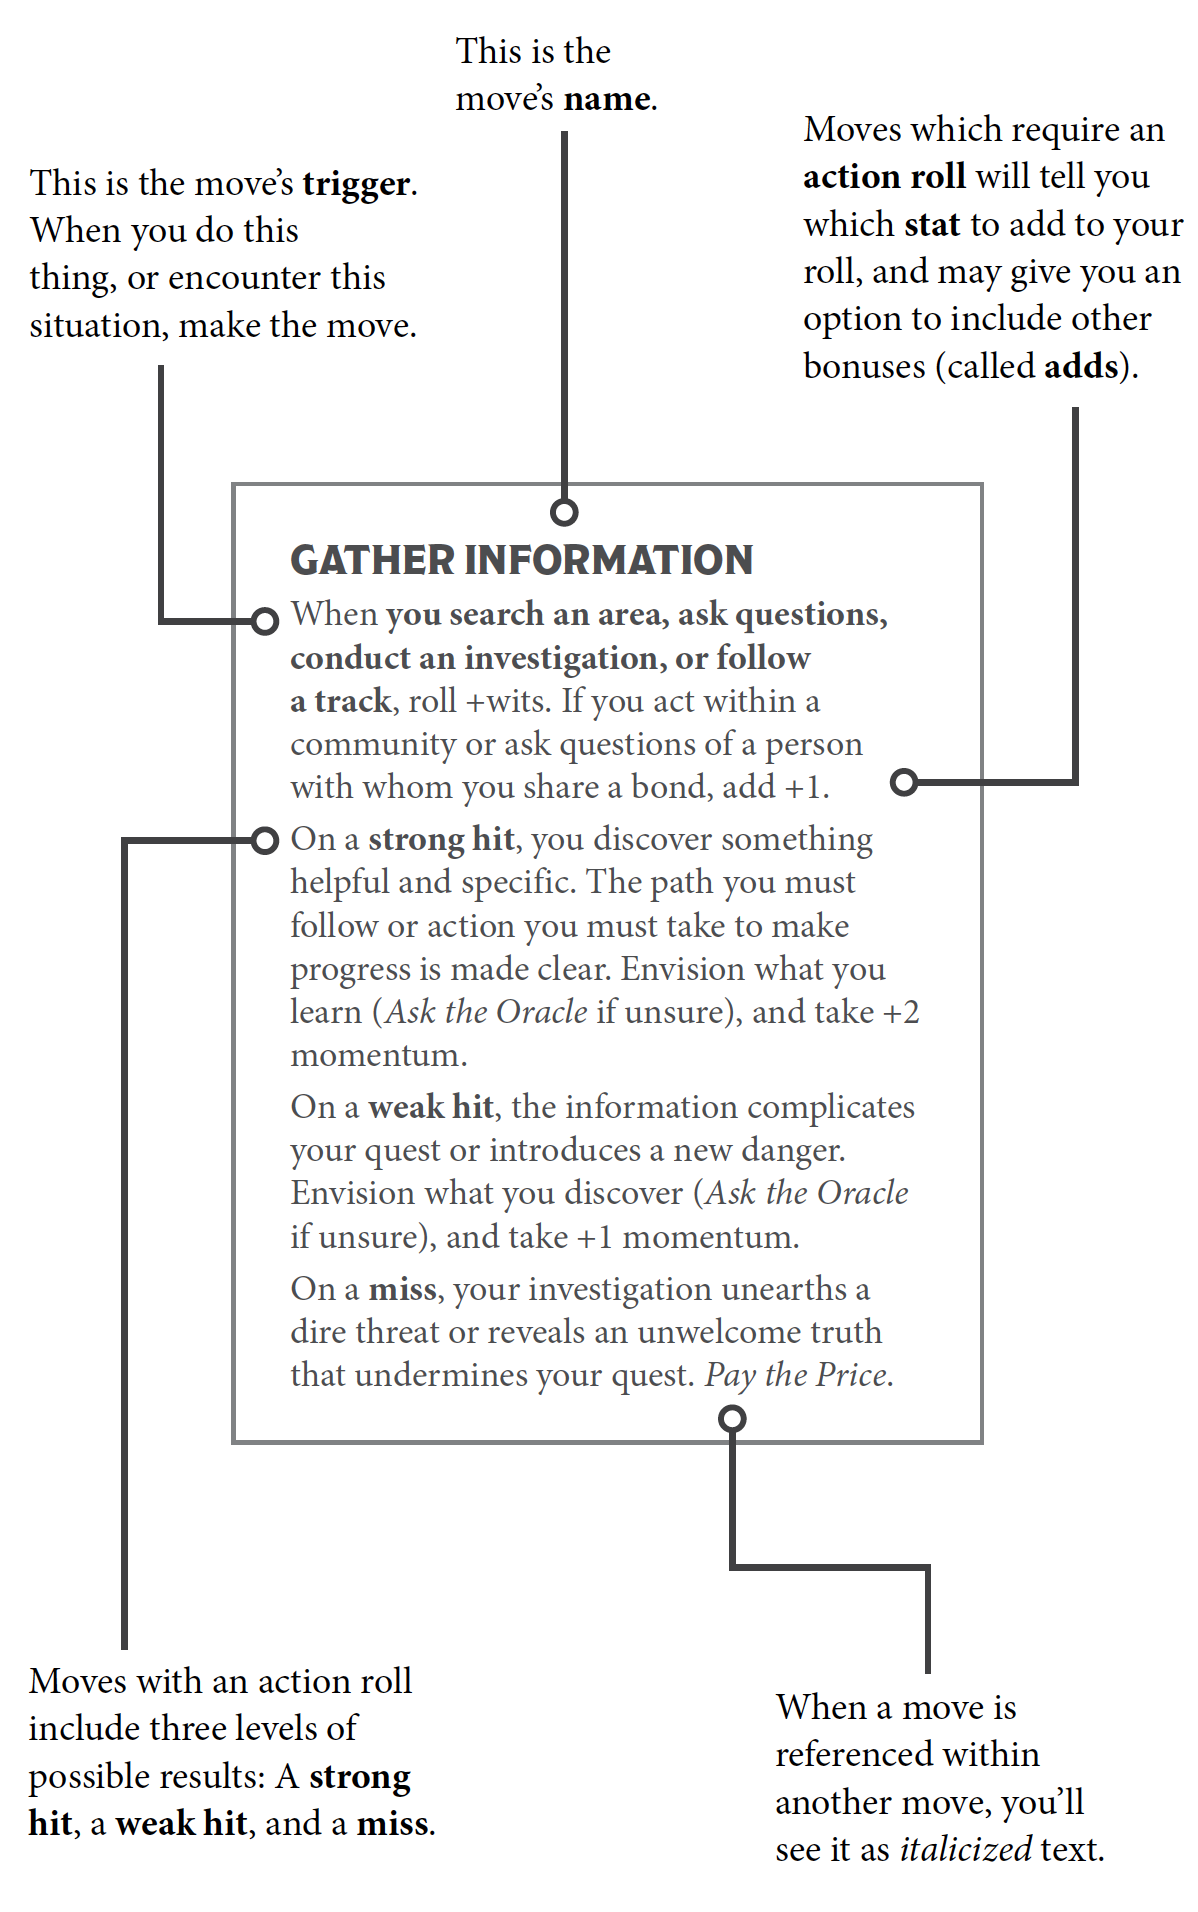 This is the
move’s name.
Moves which require an
action roll will tell you
which stat to add to your
roll, and may give you an
option to include other
bonuses (called adds).
This is the move’s trigger.
When you do this
thing, or encounter this
situation, make the move.
GATHER INFORMATION
When you search an area, ask questions,
conduct an investigation, or follow
a track, roll +wits. If you act within a
community or ask questions of a person
with whom you share a bond, add +1.
On a strong hit, you discover something
helpful and specific. The path you must
follow or action you must take to make
progress is made clear. Envision what you
learn (Ask the Oracle if unsure), and take +2
momentum.
On a weak hit, the information complicates
your quest or introduces a new danger.
Envision what you discover (Ask the Oracle
if unsure), and take +1 momentum.
On a miss, your investigation unearths a
dire threat or reveals an unwelcome truth
that undermines your quest. Pay the Price.
Moves with an action roll
include three levels of
possible results: A strong
hit, a weak hit, and a miss.
When a move is
referenced within
another move, you’ll
see it as italicized text.